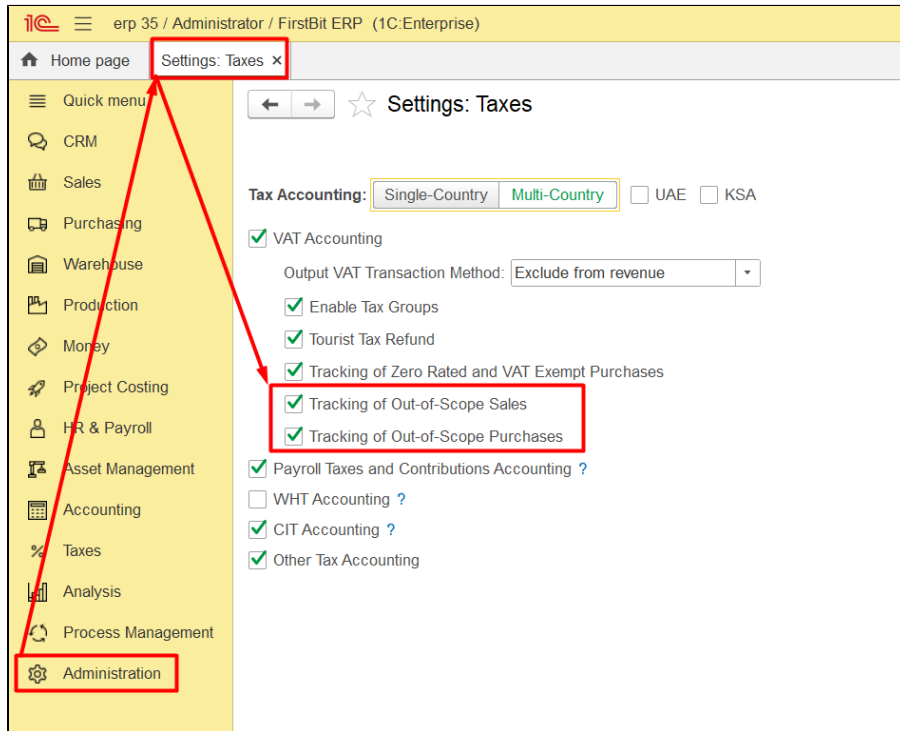 1C erp 35 / Administrator / FirstBit ERP (1C:Enterprise)
Home page Settings: Taxes ×
Quick menu
CRM
Sales
Purchasing
Warehouse
Production
Money
Project Costing
HR & Payroll
Asset Management
Accounting
Taxes
Analysis
Process Management
Administration
Settings: Taxes
Tax Accounting: Single-Country Multi-Country UAE KSA
VAT Accounting
Output VAT Transaction Method: Exclude from revenue
Enable Tax Groups
Tourist Tax Refund
Tracking of Zero Rated and VAT Exempt Purchases
Tracking of Out-of-Scope Sales
Tracking of Out-of-Scope Purchases
Payroll Taxes and Contributions Accounting ?
WHT Accounting ?
CIT Accounting ?
Other Tax Accounting